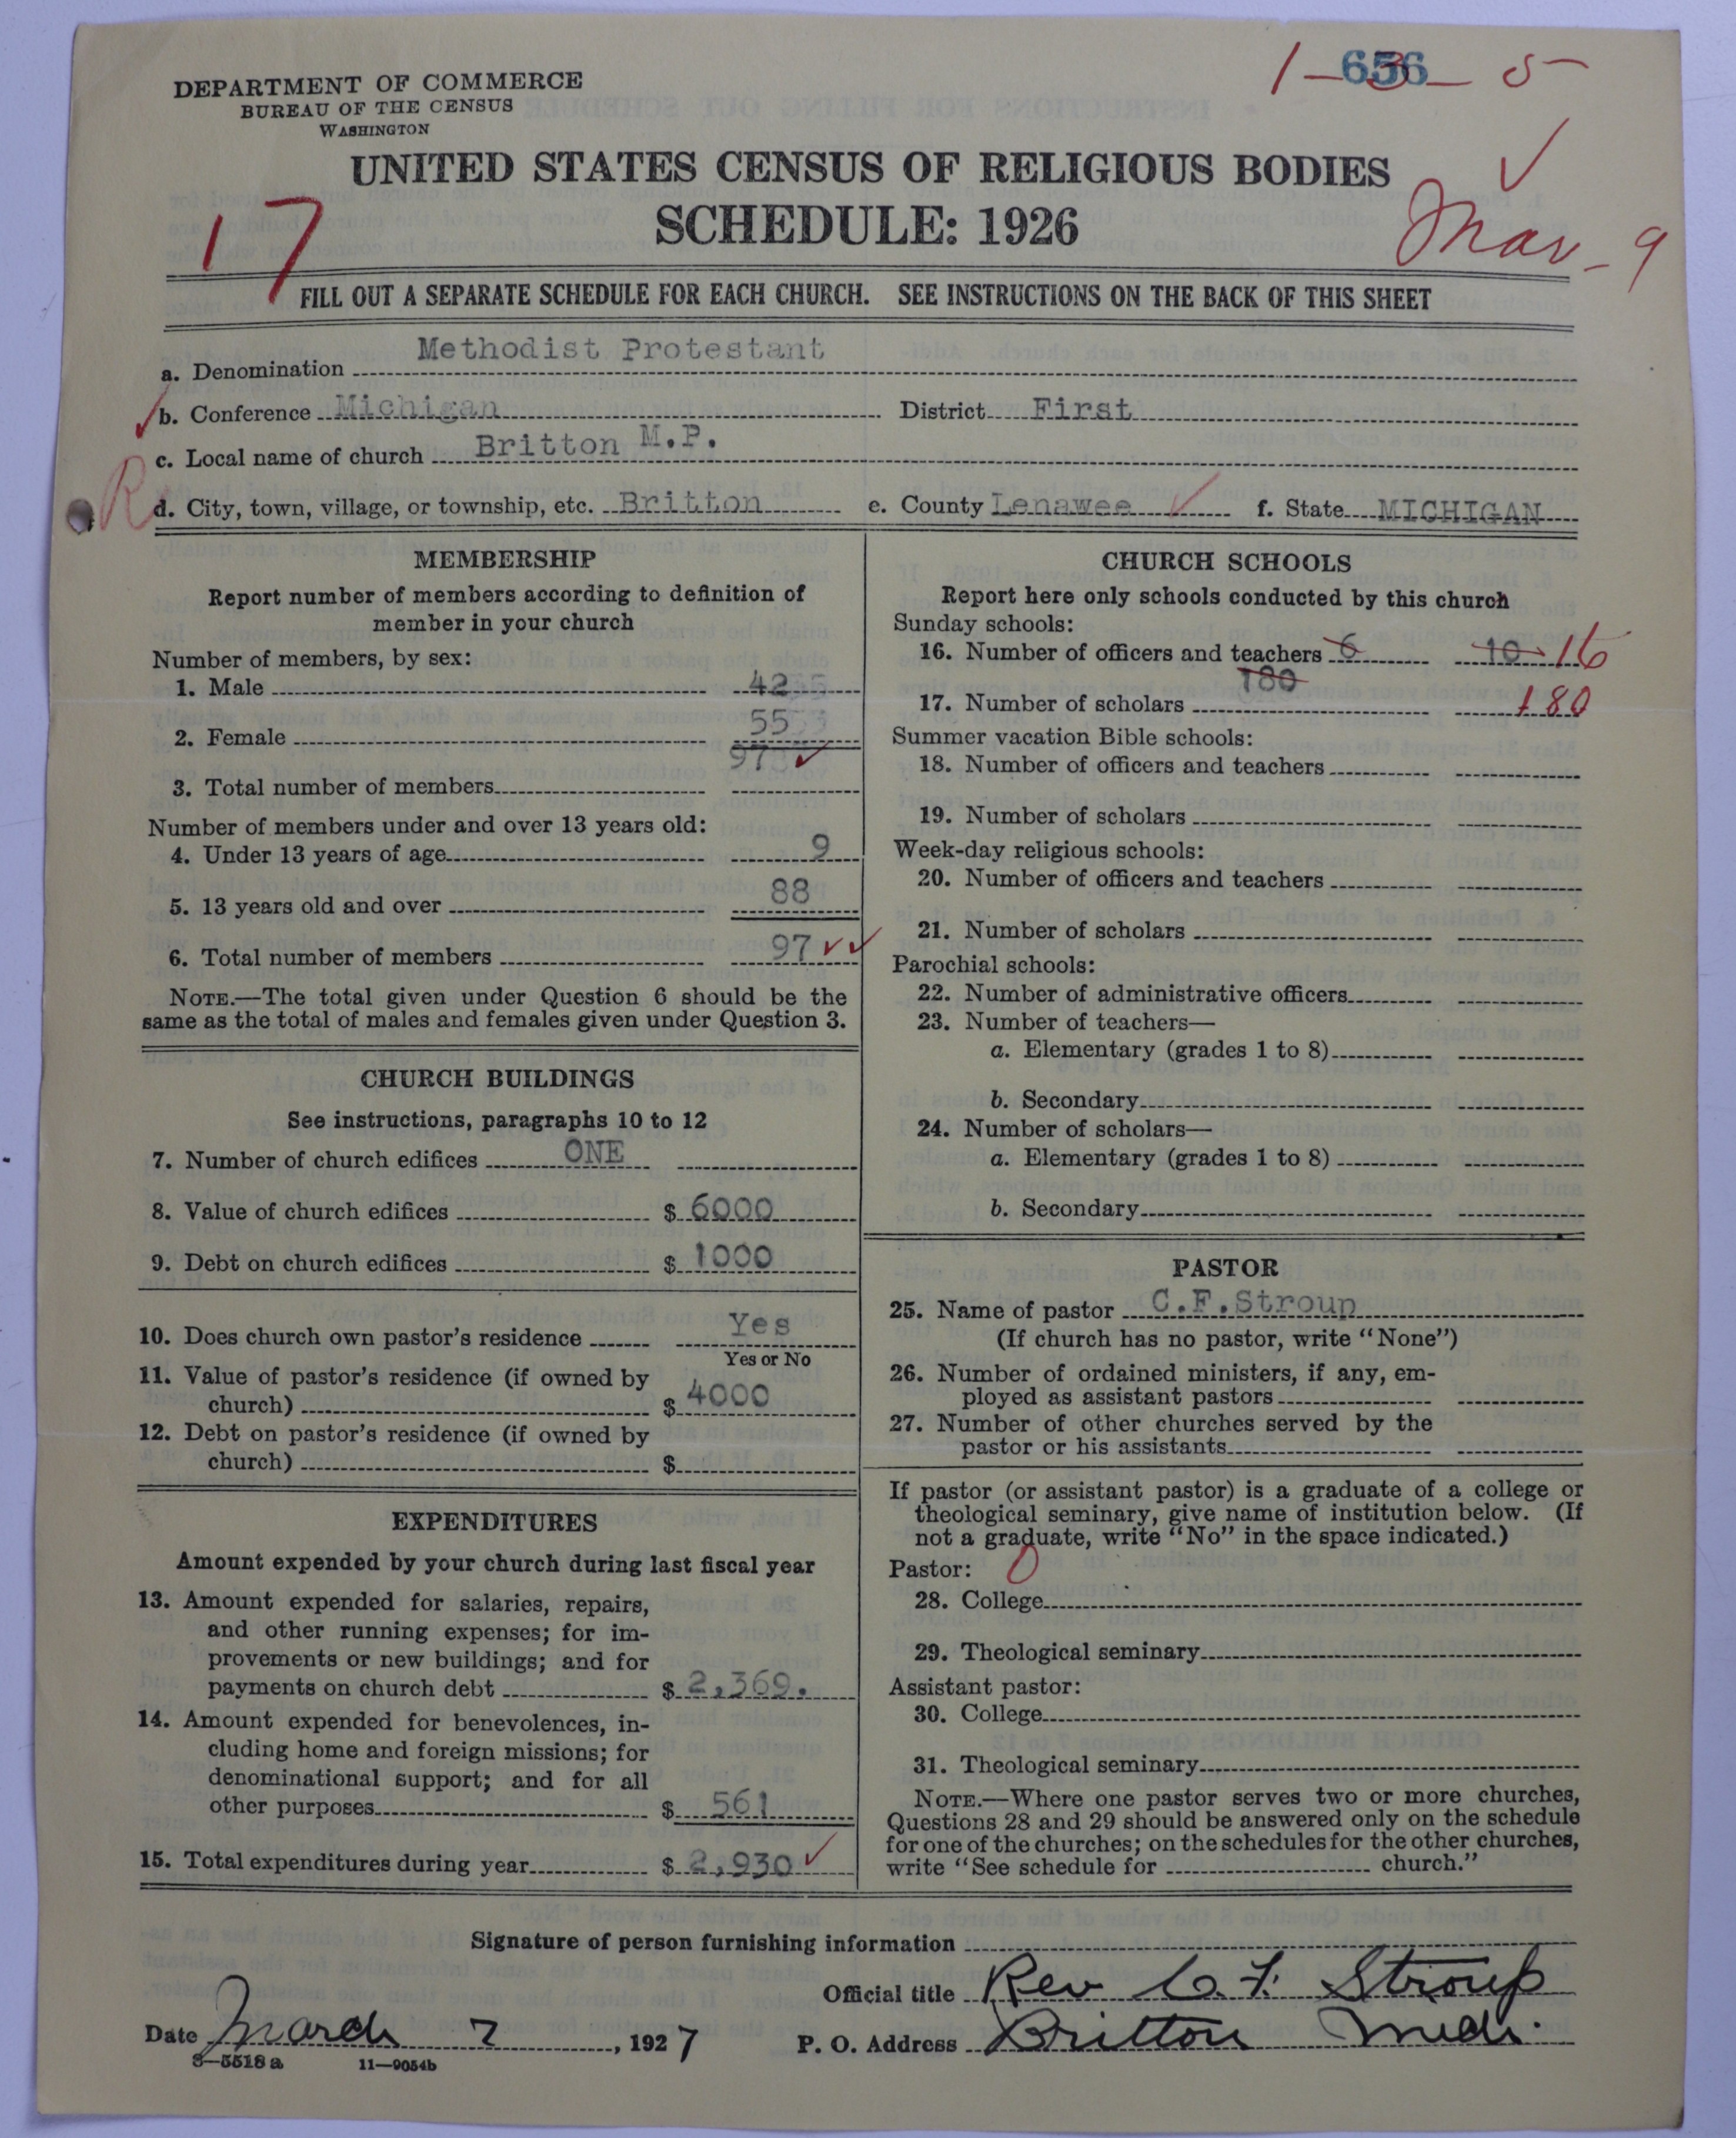 1-3-5
656
DEPARTMENT OF COMMERCE
BUREAU OF THE CENSUS
WASHINGTON
UNITED STATES CENSUS OF RELIGIOUS BODIES
SCHEDULE: 1926
17
Mar-9
FILL OUT A SEPARATE SCHEDULE FOR EACH CHURCH. SEE INSTRUCTIONS ON THE BACK OF THIS SHEET
a. Denomination Methodist Protestant
b. Conference Michigan District First
c. Local name of church Britton M.P.
R
d. City, town, village, or township, etc. Britton e. County Lenawee f. State MICHIGAN
MEMBERSHIP
Report number of members according to definition of
member in your church
Number of members, by sex:
1. Male 42
2. Female 55
97
3. Total number of members
Number of members under and over 13 years old:
4. Under 13 years of age 9
5. 13 years old and over 88
6. Total number of members 97
NOTE.—The total given under Question 6 should be the
same as the total of males and females given under Question 3.
CHURCH BUILDINGS
See instructions, paragraphs 10 to 12
7. Number of church edifices ONE
8. Value of church edifices $ 6000
9. Debt on church edifices $ 1000
10. Does church own pastor's residence Yes
Yes or No
11. Value of pastor's residence (if owned by
church) $ 4000
12. Debt on pastor's residence (if owned by
church) $
EXPENDITURES
Amount expended by your church during last fiscal year
13. Amount expended for salaries, repairs,
and other running expenses; for im-
provements or new buildings; and for
payments on church debt $ 2,369.
14. Amount expended for benevolences, in-
cluding home and foreign missions; for
denominational support; and for all
other purposes $ 561
15. Total expenditures during year $ 2,930
CHURCH SCHOOLS
Report here only schools conducted by this church
Sunday schools:
16. Number of officers and teachers 6 10 16
180
17. Number of scholars 180
Summer vacation Bible schools:
18. Number of officers and teachers
19. Number of scholars
Week-day religious schools:
20. Number of officers and teachers
21. Number of scholars
Parochial schools:
22. Number of administrative officers
23. Number of teachers—
a. Elementary (grades 1 to 8)
b. Secondary
24. Number of scholars—
a. Elementary (grades 1 to 8)
b. Secondary
PASTOR
25. Name of pastor C.F.Stroup
(If church has no pastor, write "None")
26. Number of ordained ministers, if any, em-
ployed as assistant pastors
27. Number of other churches served by the
pastor or his assistants
If pastor (or assistant pastor) is a graduate of a college or
theological seminary, give name of institution below. (If
not a graduate, write "No" in the space indicated.)
Pastor: 0
28. College
29. Theological seminary
Assistant pastor:
30. College
31. Theological seminary
NOTE.—Where one pastor serves two or more churches,
Questions 28 and 29 should be answered only on the schedule
for one of the churches; on the schedules for the other churches,
write "See schedule for church."
Signature of person furnishing information
Official title Rev C. F. Stroup
Date March 7, 1927 P. O. Address Britton Mich.
8—5518a 11—9054b